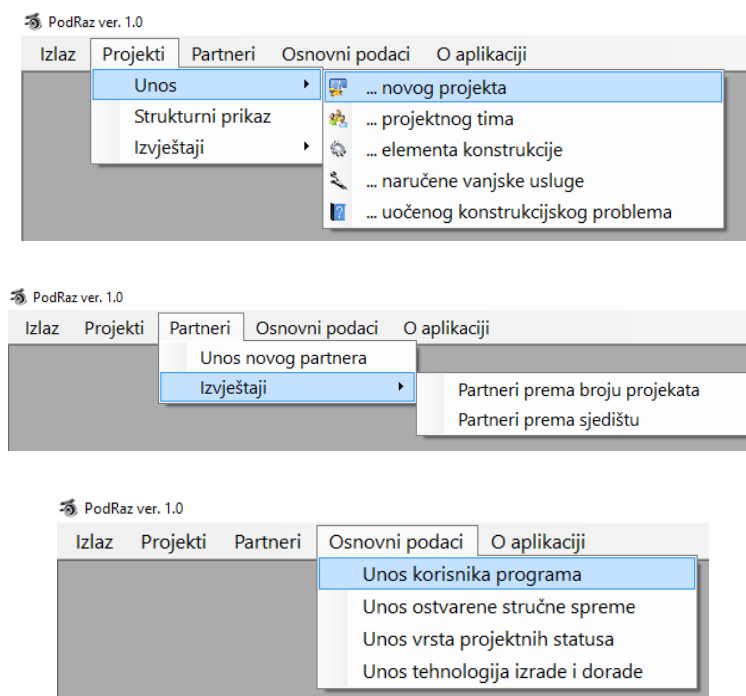 PodRaz ver. 1.0
Izlaz Projekti Partneri Osnovni podaci O aplikaciji
Unos ... novog projekta
Strukturni prikaz ... projektnog tima
Izvještaji ... elementa konstrukcije
... naručene vanjske usluge
... uočenog konstrukcijskog problema
PodRaz ver. 1.0
Izlaz Projekti Partneri Osnovni podaci O aplikaciji
Unos novog partnera
Izvještaji Partneri prema broju projekata
Partneri prema sjedištu
PodRaz ver. 1.0
Izlaz Projekti Partneri Osnovni podaci O aplikaciji
Unos korisnika programa
Unos ostvarene stručne spreme
Unos vrsta projektnih statusa
Unos tehnologija izrade i dorade